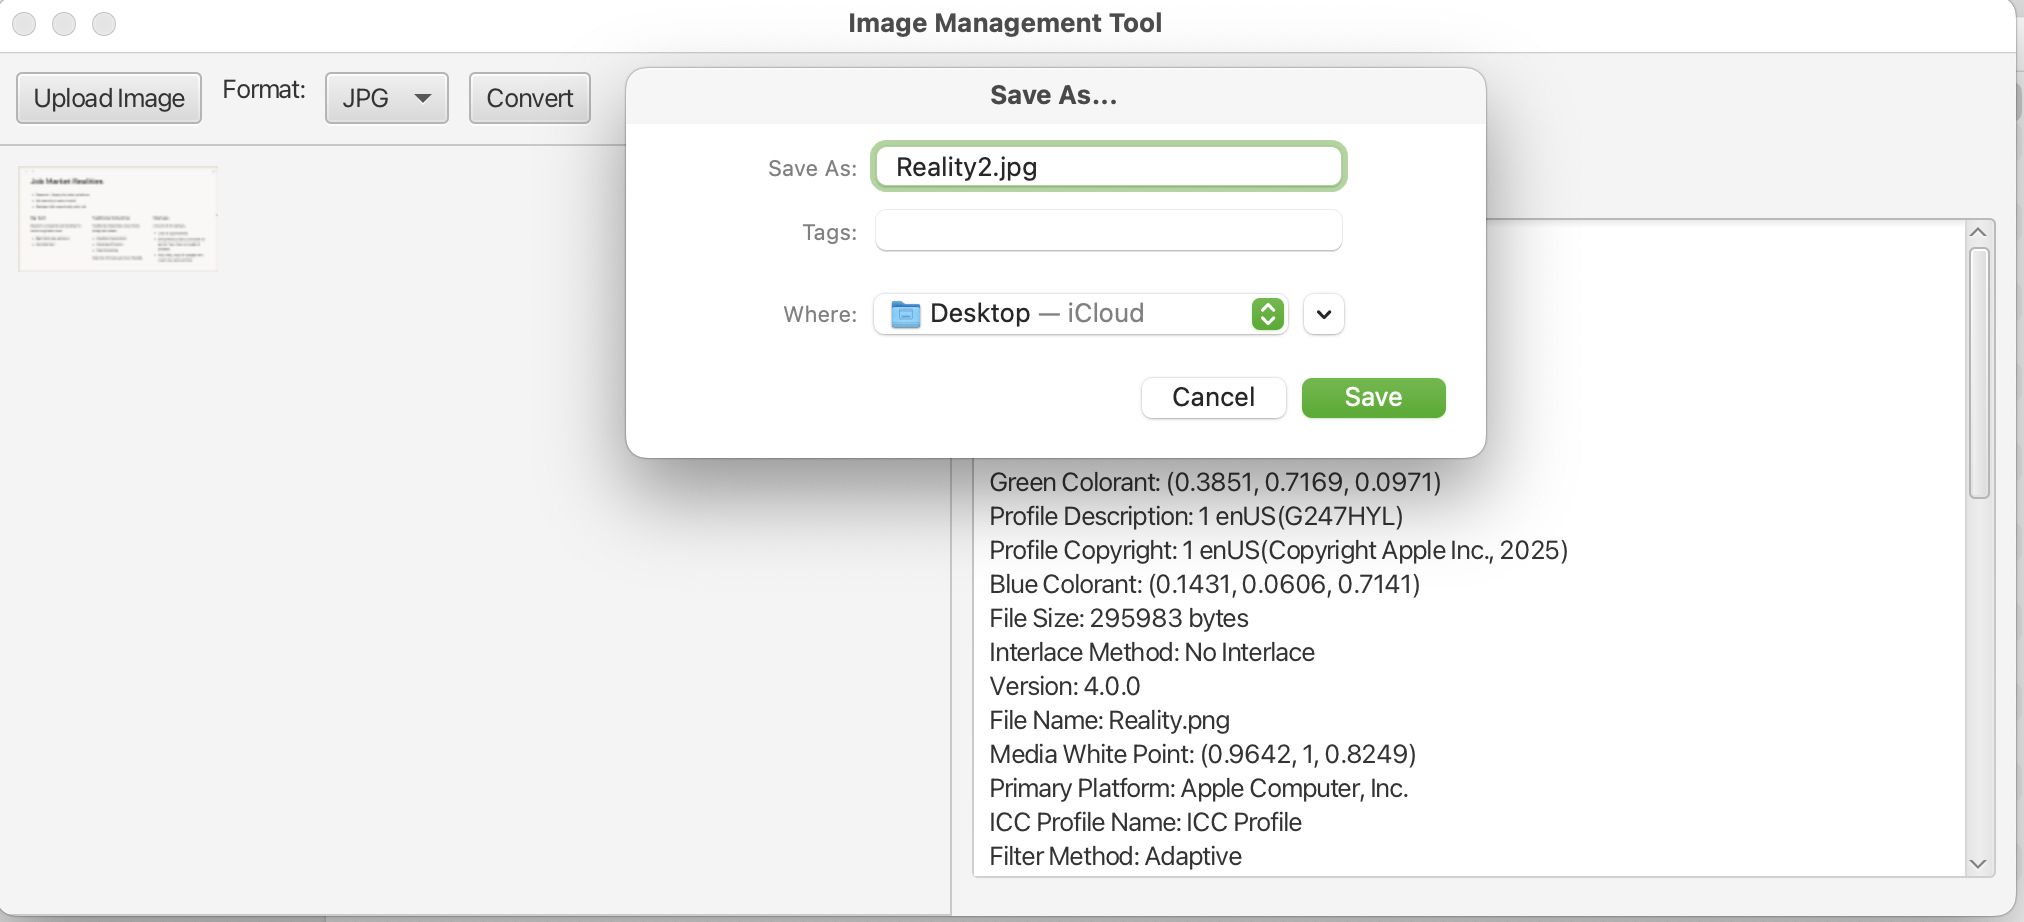 Image Management Tool
Upload Image
Format:
JPG
Convert
Job Market Realities
Save As...
Save As:
Reality2.jpg
Tags:
Where:
Desktop — iCloud
Cancel
Save
Green Colorant: (0.3851, 0.7169, 0.0971)
Profile Description: 1 enUS(G247HYL)
Profile Copyright: 1 enUS(Copyright Apple Inc., 2025)
Blue Colorant: (0.1431, 0.0606, 0.7141)
File Size: 295983 bytes
Interlace Method: No Interlace
Version: 4.0.0
File Name: Reality.png
Media White Point: (0.9642, 1, 0.8249)
Primary Platform: Apple Computer, Inc.
ICC Profile Name: ICC Profile
Filter Method: Adaptive